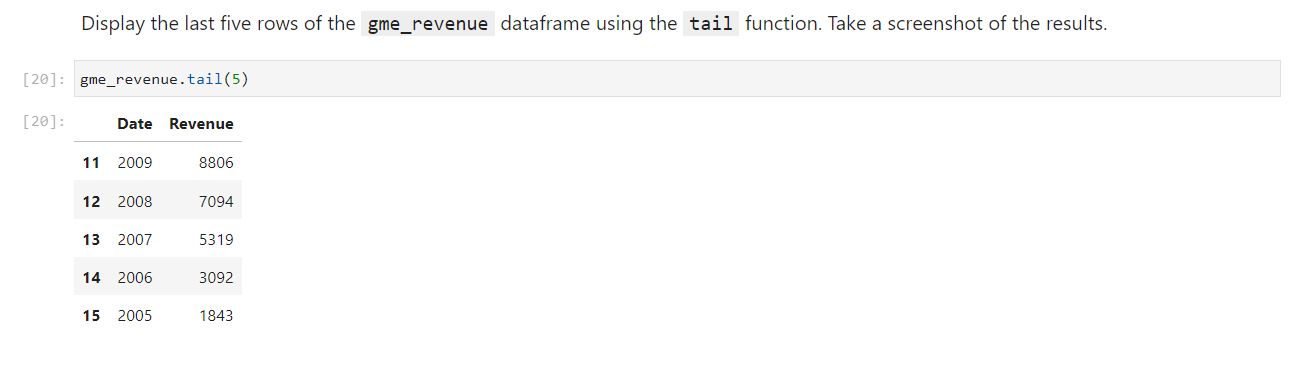 Display the last five rows of the gme_revenue dataframe using the tail function. Take a screenshot of the results.
[20]: gme_revenue.tail(5)
[20]: Date Revenue
11 2009 8806
12 2008 7094
13 2007 5319
14 2006 3092
15 2005 1843